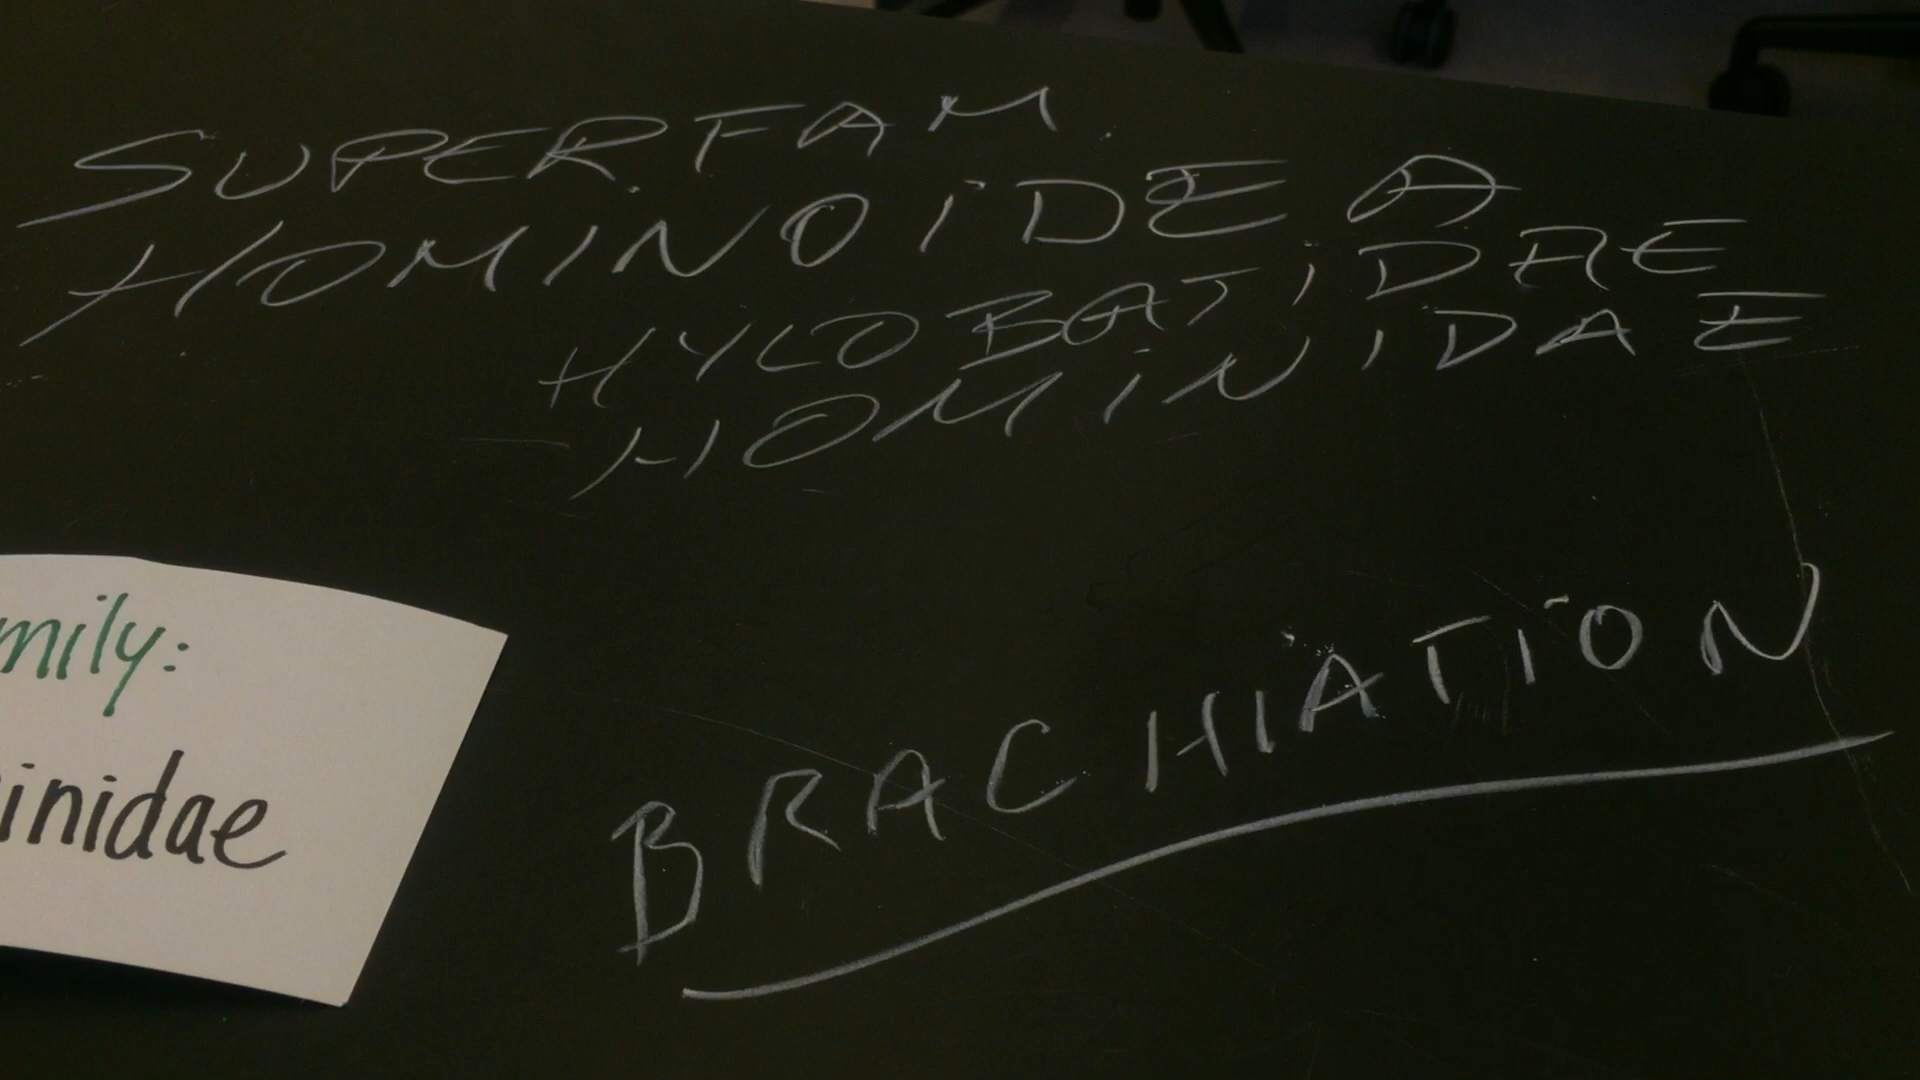 SUPERFAM.
HOMINOIDEA
HYLOBATIDAE
HOMINIDAE
mily:
inidae
BRACHIATION